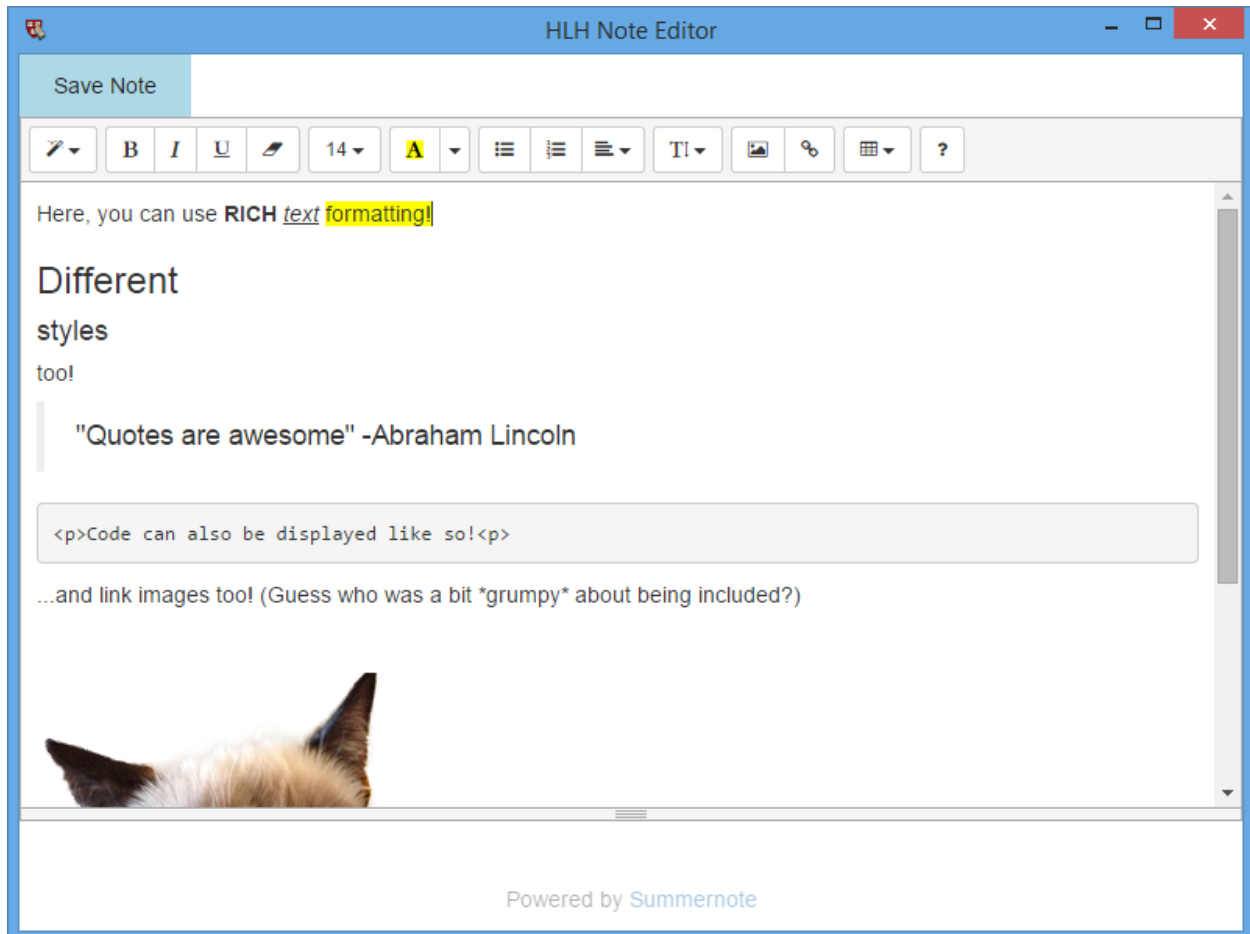 HLH Note Editor
Save Note
B I U 14 A TI ?
Here, you can use RICH text formatting!
Different
styles
too!
"Quotes are awesome" -Abraham Lincoln
<p>Code can also be displayed like so!<p>
...and link images too! (Guess who was a bit *grumpy* about being included?)
Powered by Summernote